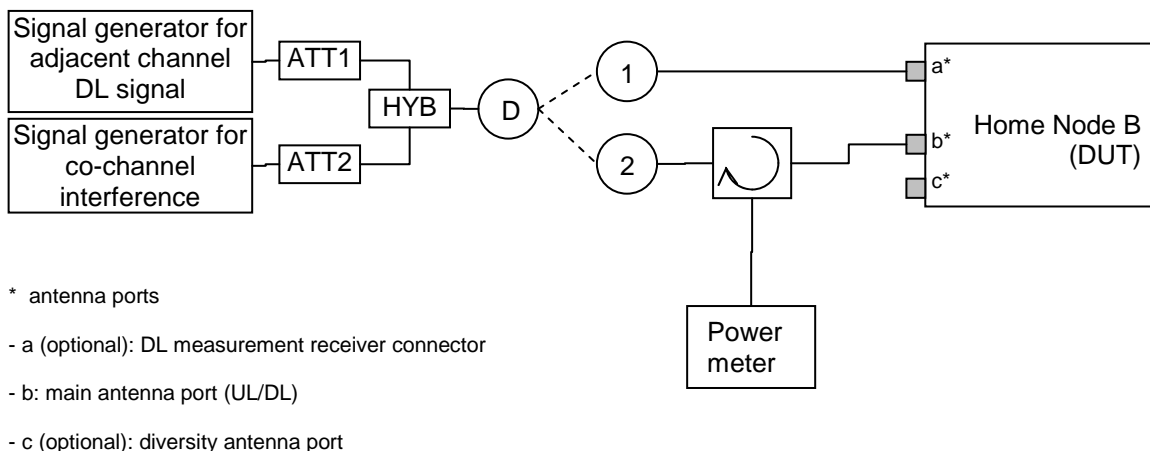 Signal generator for
adjacent channel
DL signal
ATT1
HYB
D
1
2
Signal generator for
co-channel
interference
ATT2
a*
b*
c*
Home Node B
(DUT)
Power
meter
* antenna ports
- a (optional): DL measurement receiver connector
- b: main antenna port (UL/DL)
- c (optional): diversity antenna port